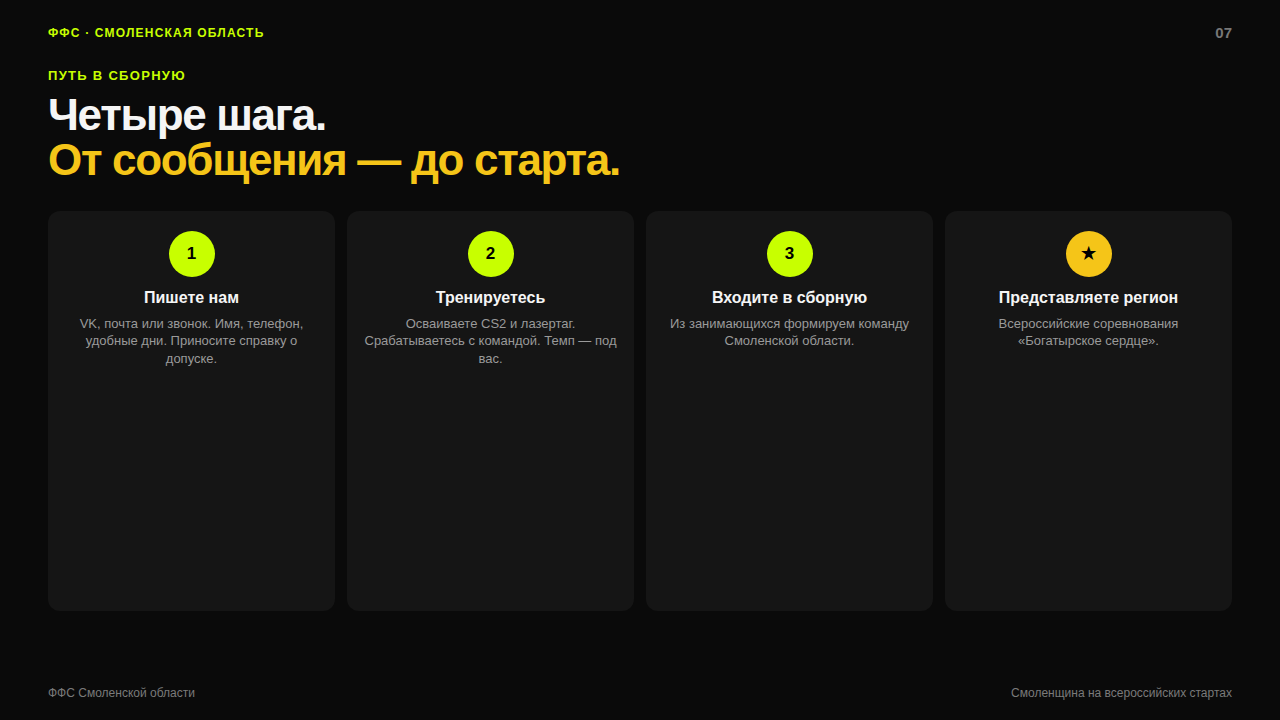 ФФС · СМОЛЕНСКАЯ ОБЛАСТЬ
07
ПУТЬ В СБОРНУЮ
Четыре шага.
От сообщения — до старта.
1
Пишете нам
VK, почта или звонок. Имя, телефон,
удобные дни. Приносите справку о
допуске.
2
Тренируетесь
Осваиваете CS2 и лазертаг.
Срабатываетесь с командой. Темп — под
вас.
3
Входите в сборную
Из занимающихся формируем команду
Смоленской области.
★
Представляете регион
Всероссийские соревнования
«Богатырское сердце».
ФФС Смоленской области
Смоленщина на всероссийских стартах